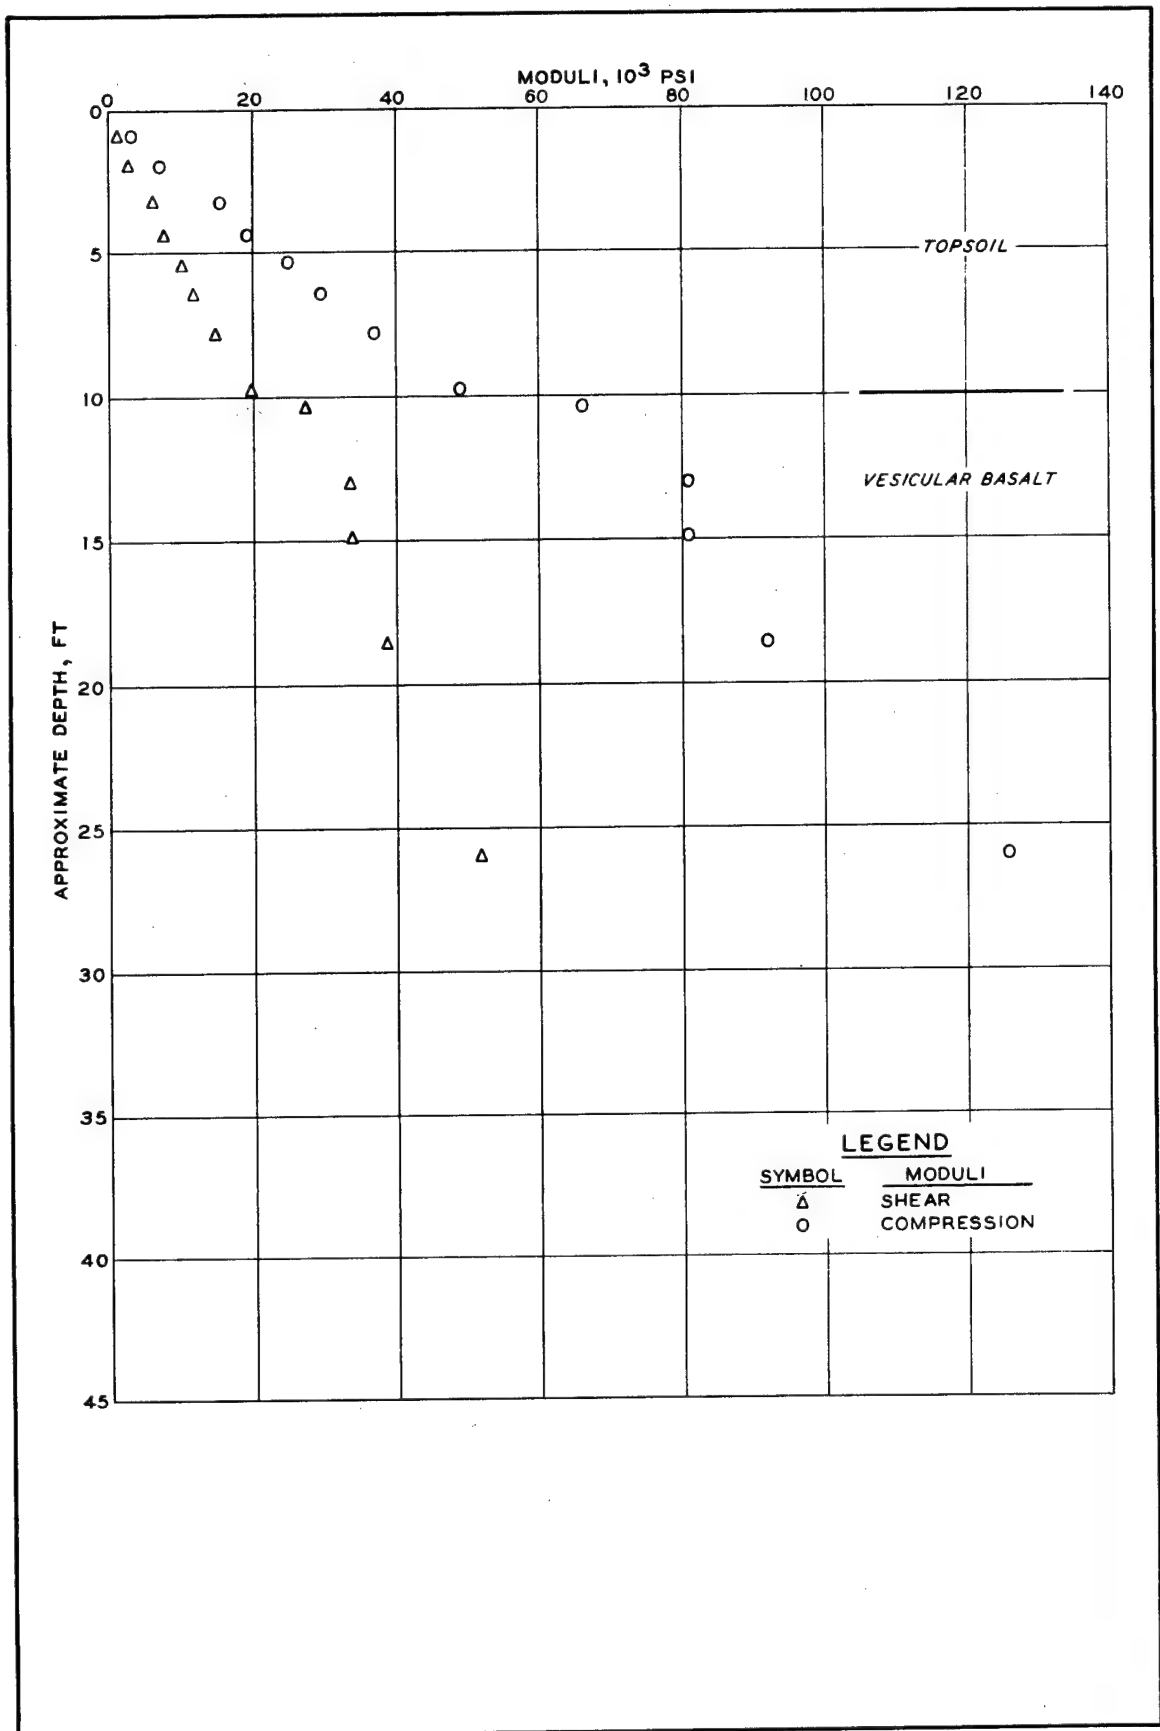 MODULI, 10³ PSI
0 20 40 60 80 100 120 140
0
5
10
15
20
25
30
35
40
45
APPROXIMATE DEPTH, FT
TOPSOIL
VESICULAR BASALT
LEGEND
SYMBOL MODULI
Δ SHEAR
O COMPRESSION